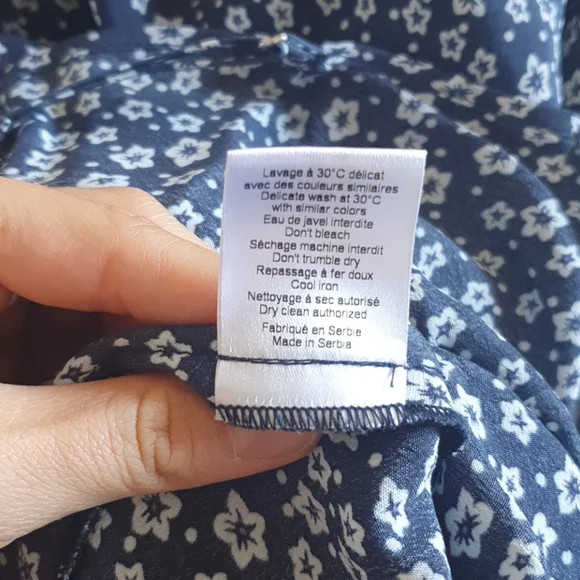 Lavage à 30°C délicat
avec des couleurs similaires
Delicate wash at 30°C
with similar colors
Eau de javel interdite
Don't bleach
Séchage machine interdit
Don't trumble dry
Repassage à fer doux
Cool iron
Nettoyage à sec autorisé
Dry clean authorized
Fabriqué en Serbie
Made in Serbia